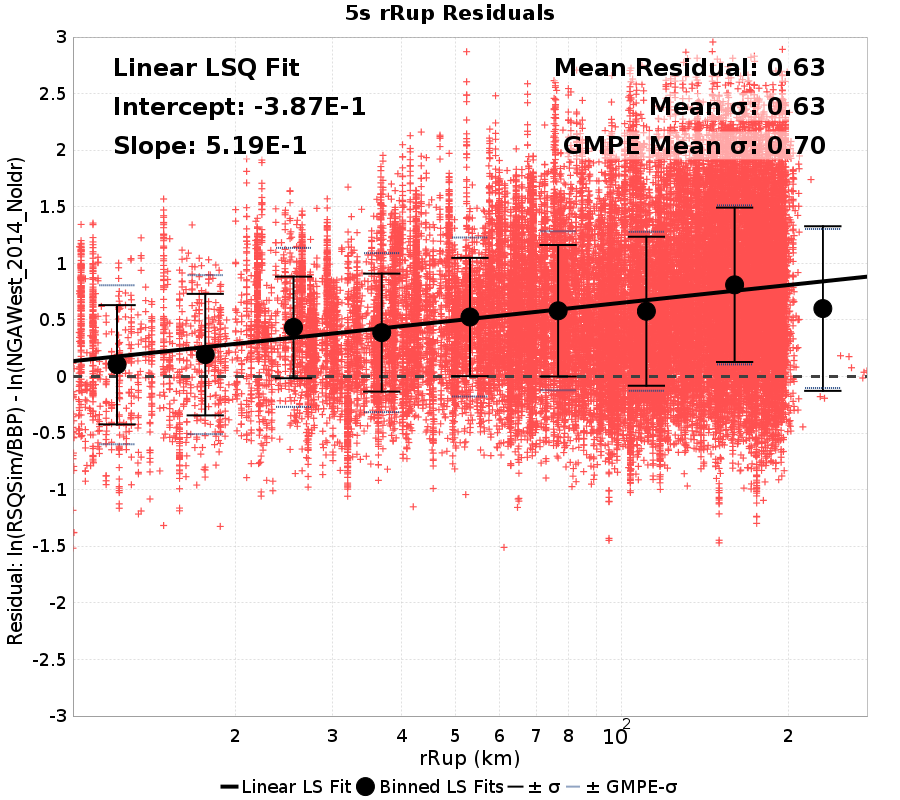 5s rRup Residuals
Linear LSQ Fit
Intercept: -3.87E-1
Slope: 5.19E-1
Mean Residual: 0.63
Mean σ: 0.63
GMPE Mean σ: 0.70
Residual: ln(RSQSim/BBP) - ln(NGAWest_2014_NoIdr)
3
2.5
2
1.5
1
0.5
0
-0.5
-1
-1.5
-2
-2.5
-3
2 3 4 5 6 7 8 10² 2
rRup (km)
Linear LS Fit Binned LS Fits ± σ ± GMPE-σ